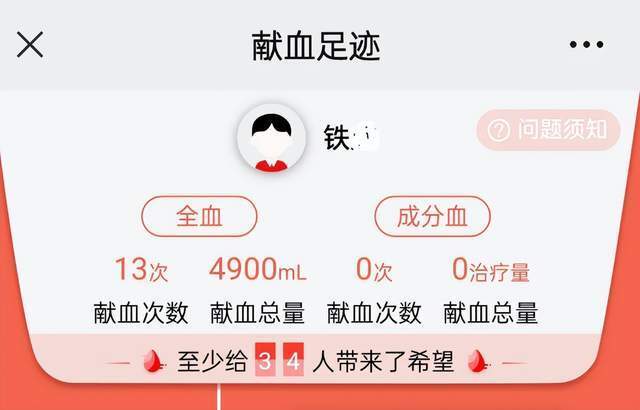 献血足迹
铁
? 问题须知
全血 成分血
13次 4900mL 0次 0治疗量
献血次数 献血总量 献血次数 献血总量
至少给 3 4 人带来了希望